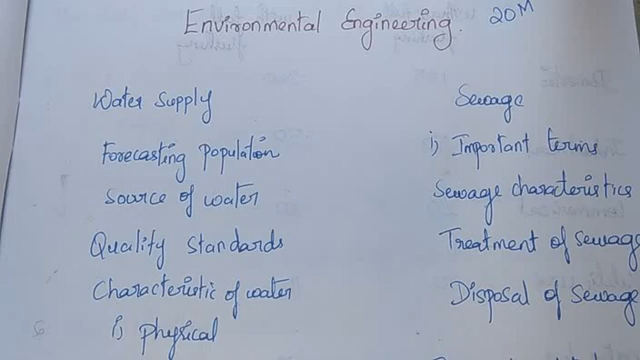 Environmental Engineering. 20M
Water Supply
Forecasting Population
Source of water
Quality Standards
Characteristic of water
i) Physical
Sewage
i) Important terms
Sewage characteristics
Treatment of sewage
Disposal of Sewage